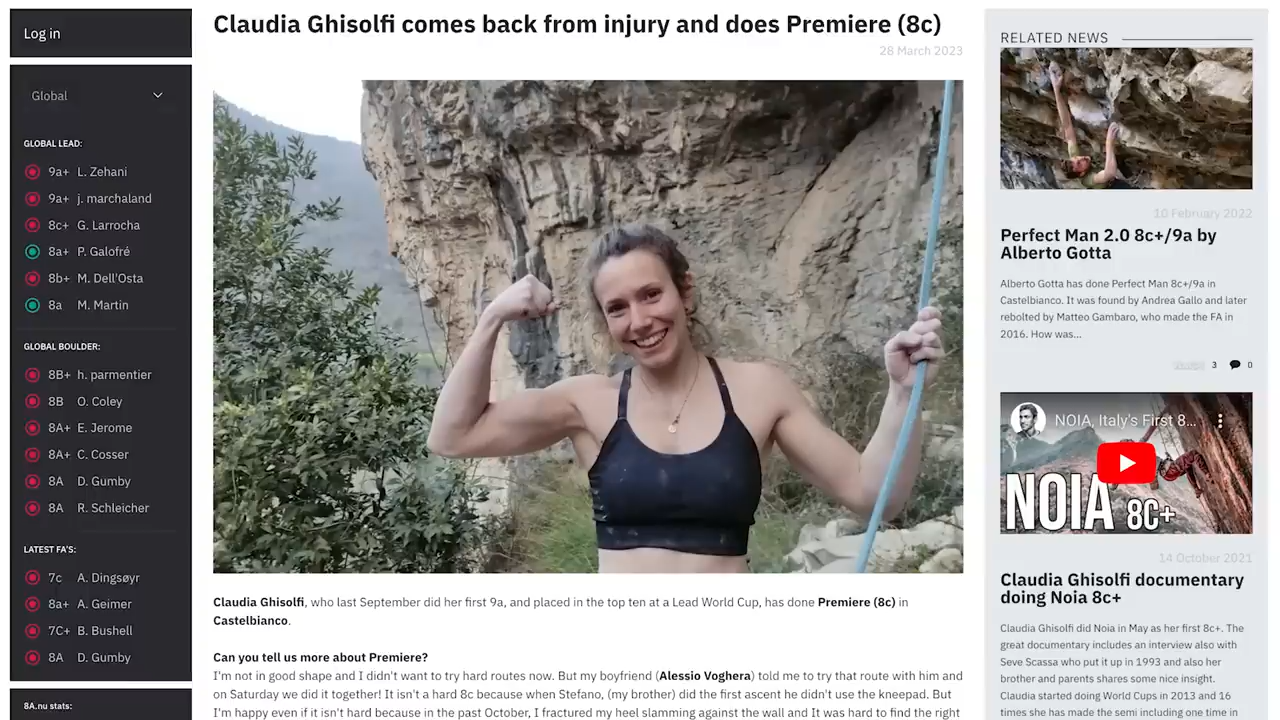 Log in
Global
GLOBAL LEAD:
9a+ L. Zehani
9a+ j. marchaland
8c+ G. Larrocha
8a+ P. Galofré
8b+ M. Dell'Osta
8a M. Martin
GLOBAL BOULDER:
8B+ h. parmentier
8B O. Coley
8A+ E. Jerome
8A+ C. Cosser
8A D. Gumby
8A R. Schleicher
LATEST FA'S:
7c A. Dingsøyr
8a+ A. Geimer
7C+ B. Bushell
8A D. Gumby
8A.nu stats:
Claudia Ghisolfi comes back from injury and does Premiere (8c)
28 March 2023
Claudia Ghisolfi, who last September did her first 9a, and placed in the top ten at a Lead World Cup, has done Premiere (8c) in
Castelbianco.
Can you tell us more about Premiere?
I'm not in good shape and I didn't want to try hard routes now. But my boyfriend (Alessio Voghera) told me to try that route with him and
on Saturday we did it together! It isn't a hard 8c because when Stefano, (my brother) did the first ascent he didn't use the kneepad. But
I'm happy even if it isn't hard because in the past October, I fractured my heel slamming against the wall and It was hard to find the right
RELATED NEWS
10 February 2022
Perfect Man 2.0 8c+/9a by
Alberto Gotta
Alberto Gotta has done Perfect Man 8c+/9a in
Castelbianco. It was found by Andrea Gallo and later
rebolted by Matteo Gambaro, who made the FA in
2016. How was...
3 0
NOIA, Italy's First 8...
NOIA 8C+
14 October 2021
Claudia Ghisolfi documentary
doing Noia 8c+
Claudia Ghisolfi did Noia in May as her first 8c+. The
great documentary includes an interview also with
Seve Scassa who put it up in 1993 and also her
brother and parents shares some nice insight.
Claudia started doing World Cups in 2013 and 16
times she has made the semi including one time in